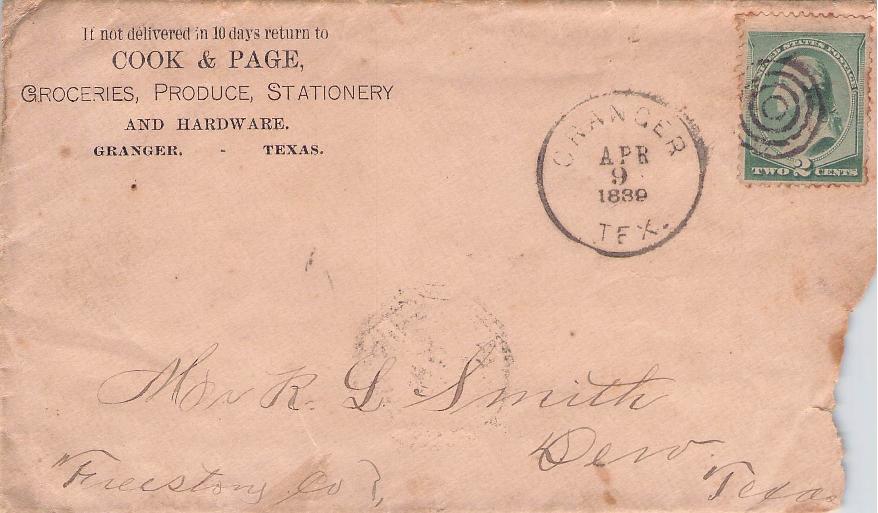 If not delivered in 10 days return to
COOK & PAGE,
GROCERIES, PRODUCE, STATIONERY
AND HARDWARE.
GRANGER, - TEXAS.
UNITED STATES POSTAGE
TWO 2 CENTS
GRANGER
APR
9
1889
TEX.
Mr R. L Smith
Dew
Texas
"Freestone Co